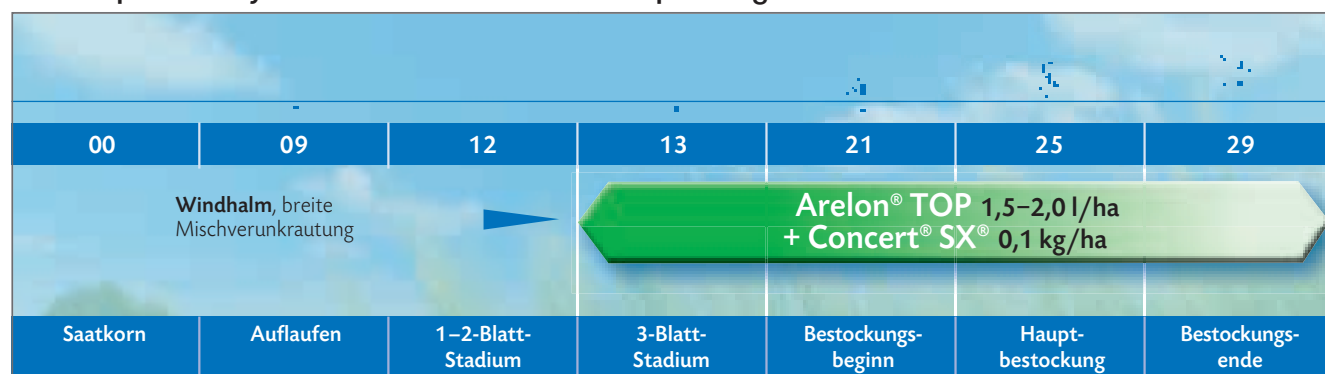 00 09 12 13 21 25 29
Windhalm, breite
Mischverunkrautung
Arelon® TOP 1,5–2,0 l/ha
+ Concert® SX® 0,1 kg/ha
Saatkorn Auflaufen 1–2-Blatt- 3-Blatt- Bestockungs- Haupt- Bestockungs-
Stadium Stadium beginn bestockung ende